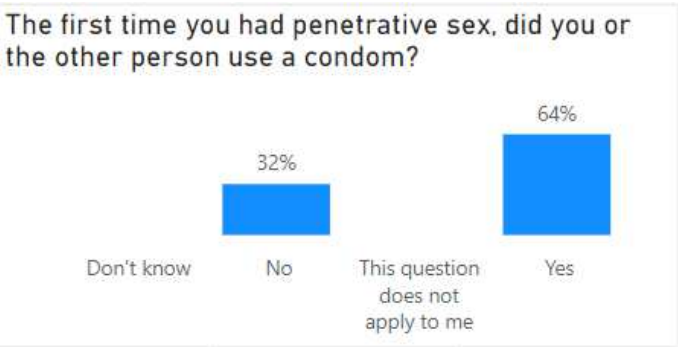 The first time you had penetrative sex, did you or
the other person use a condom?
64%
32%
Don't know
No
This question
does not
apply to me
Yes